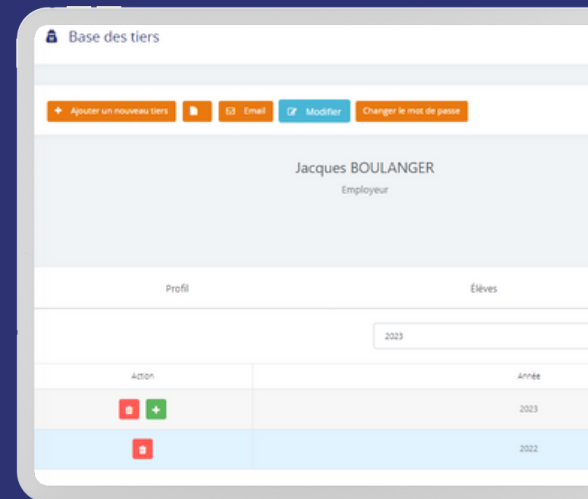 Base des tiers
Ajouter un nouveau tiers Email Modifier Changer le mot de passe
Jacques BOULANGER
Employeur
Profil Élèves
2023
Action Année
2023
2022